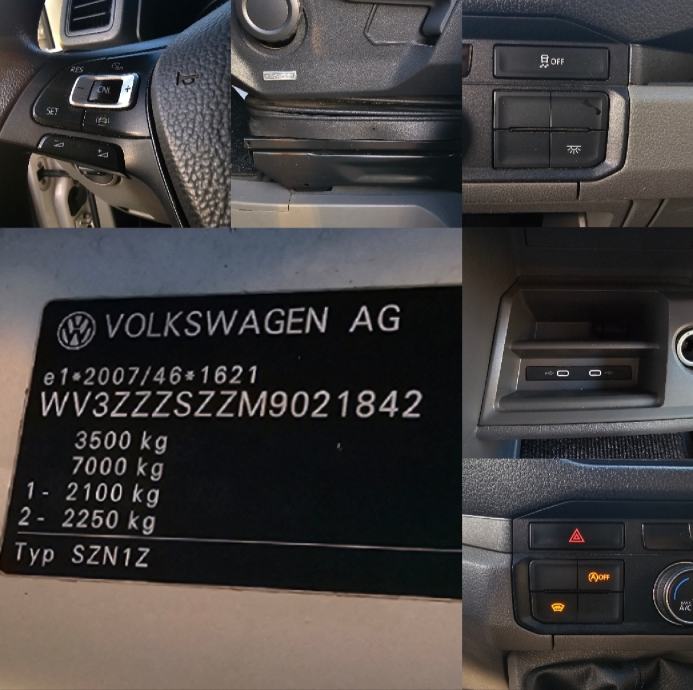 RES
CNL
+
SET
OFF
VOLKSWAGEN AG
e1*2007/46*1621
WV3ZZZSZZM9021842
3500 kg
7000 kg
1- 2100 kg
2- 2250 kg
Typ SZN1Z
OFF
A/C